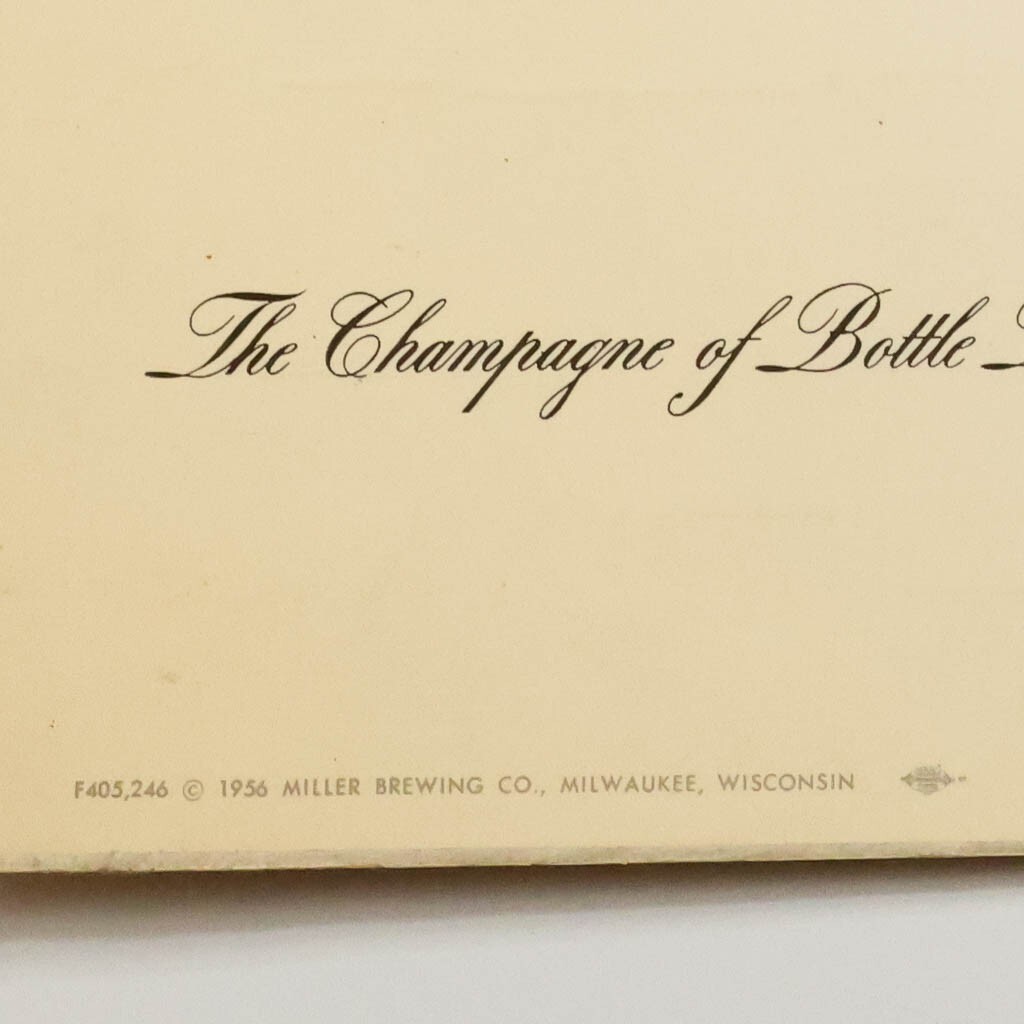 The Champagne of Bottle
F405,246 © 1956 MILLER BREWING CO., MILWAUKEE, WISCONSIN